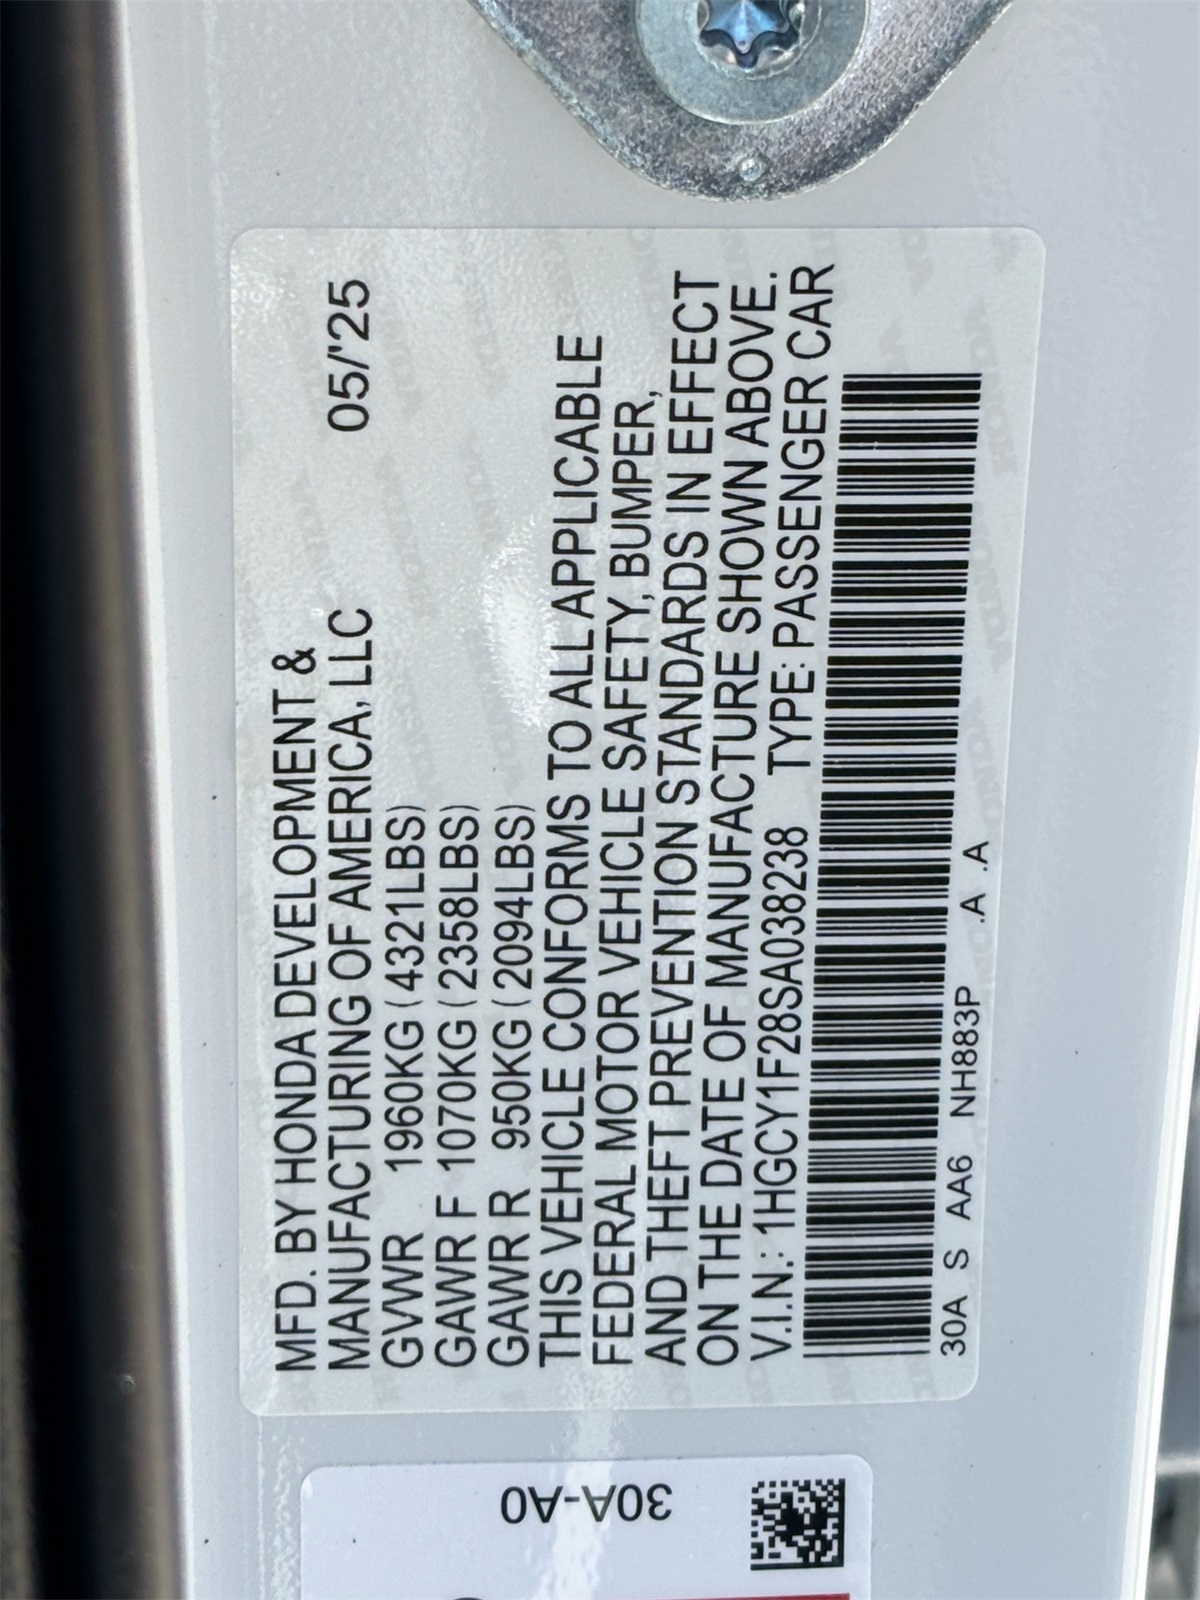 MFD. BY HONDA DEVELOPMENT &
MANUFACTURING OF AMERICA, LLC 05/'25
GVWR 1960KG (4321LBS)
GAWR F 1070KG (2358LBS)
GAWR R 950KG (2094LBS)
THIS VEHICLE CONFORMS TO ALL APPLICABLE
FEDERAL MOTOR VEHICLE SAFETY, BUMPER,
AND THEFT PREVENTION STANDARDS IN EFFECT
ON THE DATE OF MANUFACTURE SHOWN ABOVE.
V.I.N.: 1HGCY1F28SA038238 TYPE: PASSENGER CAR
30A S AA6 NH883P .A .A
30A-A0